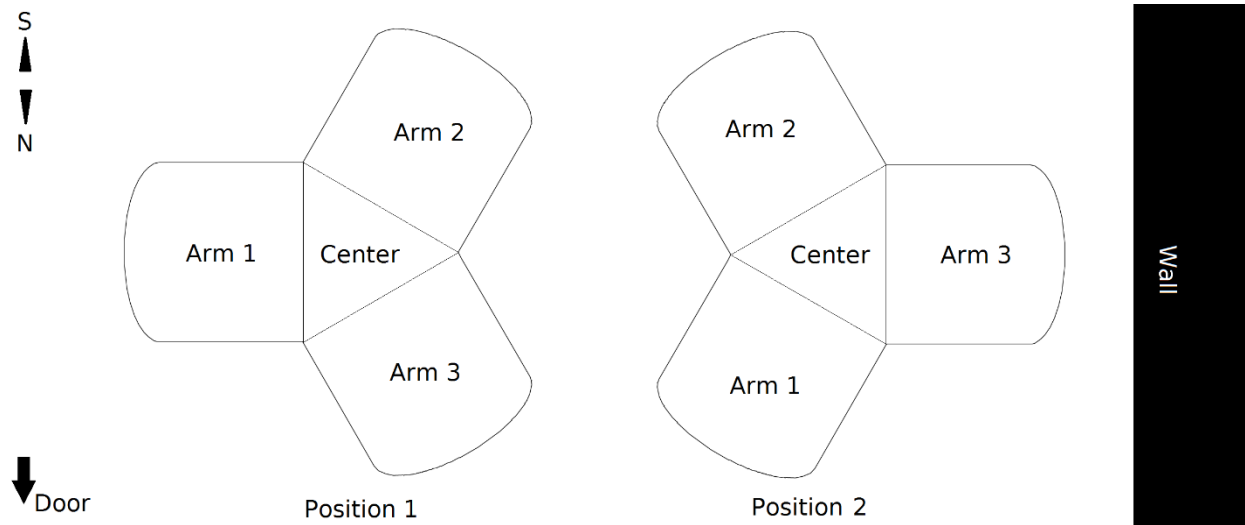 S
N
Arm 2
Arm 2
Arm 1
Center
Center
Arm 3
Wall
Arm 3
Arm 1
Door
Position 1
Position 2